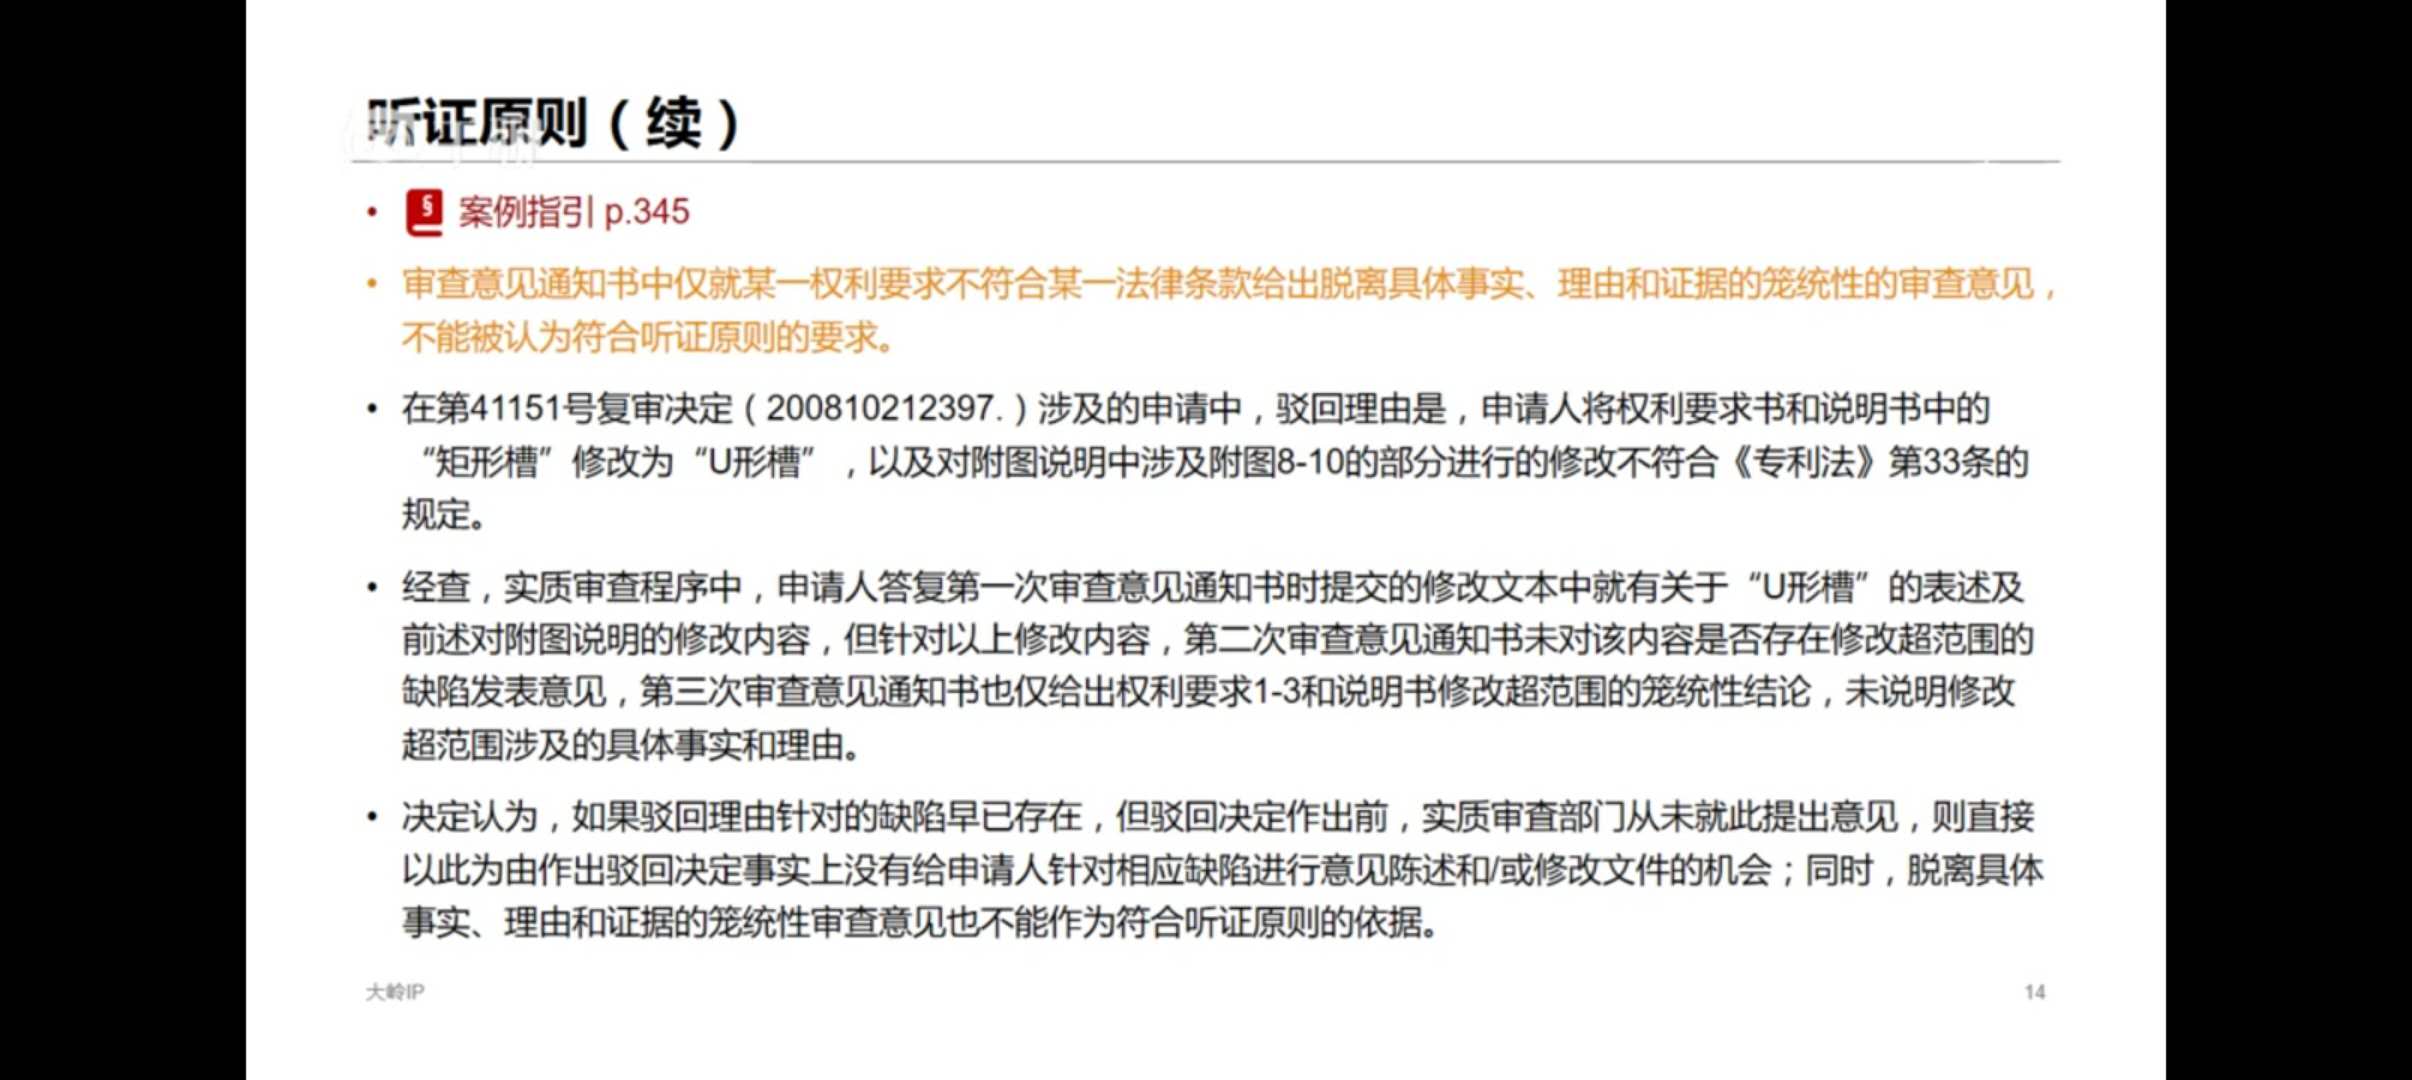 听证原则（续）
• § 案例指引 p.345
• 审查意见通知书中仅就某一权利要求不符合某一法律条款给出脱离具体事实、理由和证据的笼统性的审查意见，
不能被认为符合听证原则的要求。
• 在第41151号复审决定（200810212397.）涉及的申请中，驳回理由是，申请人将权利要求书和说明书中的
“矩形槽”修改为“U形槽”，以及对附图说明中涉及附图8-10的部分进行的修改不符合《专利法》第33条的
规定。
• 经查，实质审查程序中，申请人答复第一次审查意见通知书时提交的修改文本中就有关于“U形槽”的表述及
前述对附图说明的修改内容，但针对以上修改内容，第二次审查意见通知书未对该内容是否存在修改超范围的
缺陷发表意见，第三次审查意见通知书也仅给出权利要求1-3和说明书修改超范围的笼统性结论，未说明修改
超范围涉及的具体事实和理由。
• 决定认为，如果驳回理由针对的缺陷早已存在，但驳回决定作出前，实质审查部门从未就此提出意见，则直接
以此为由作出驳回决定事实上没有给申请人针对相应缺陷进行意见陈述和/或修改文件的机会；同时，脱离具体
事实、理由和证据的笼统性审查意见也不能作为符合听证原则的依据。
大岭IP
14